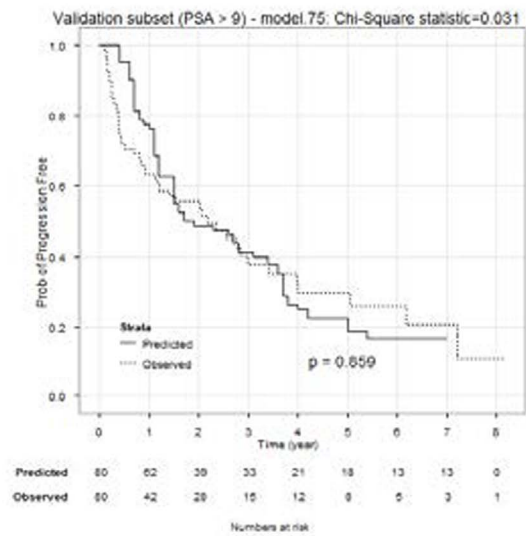 Validation subset (PSA > 9) - model.75: Chi-Square statistic=0.031
Prob of Progression Free
1.0
0.8
0.6
0.4
0.2
0.0
Strata
Predicted
Observed
p = 0.859
0 1 2 3 4 5 6 7 8
Time (year)
Predicted 80 62 39 33 21 18 13 13 0
Observed 80 42 28 15 12 8 5 3 1
Numbers at risk